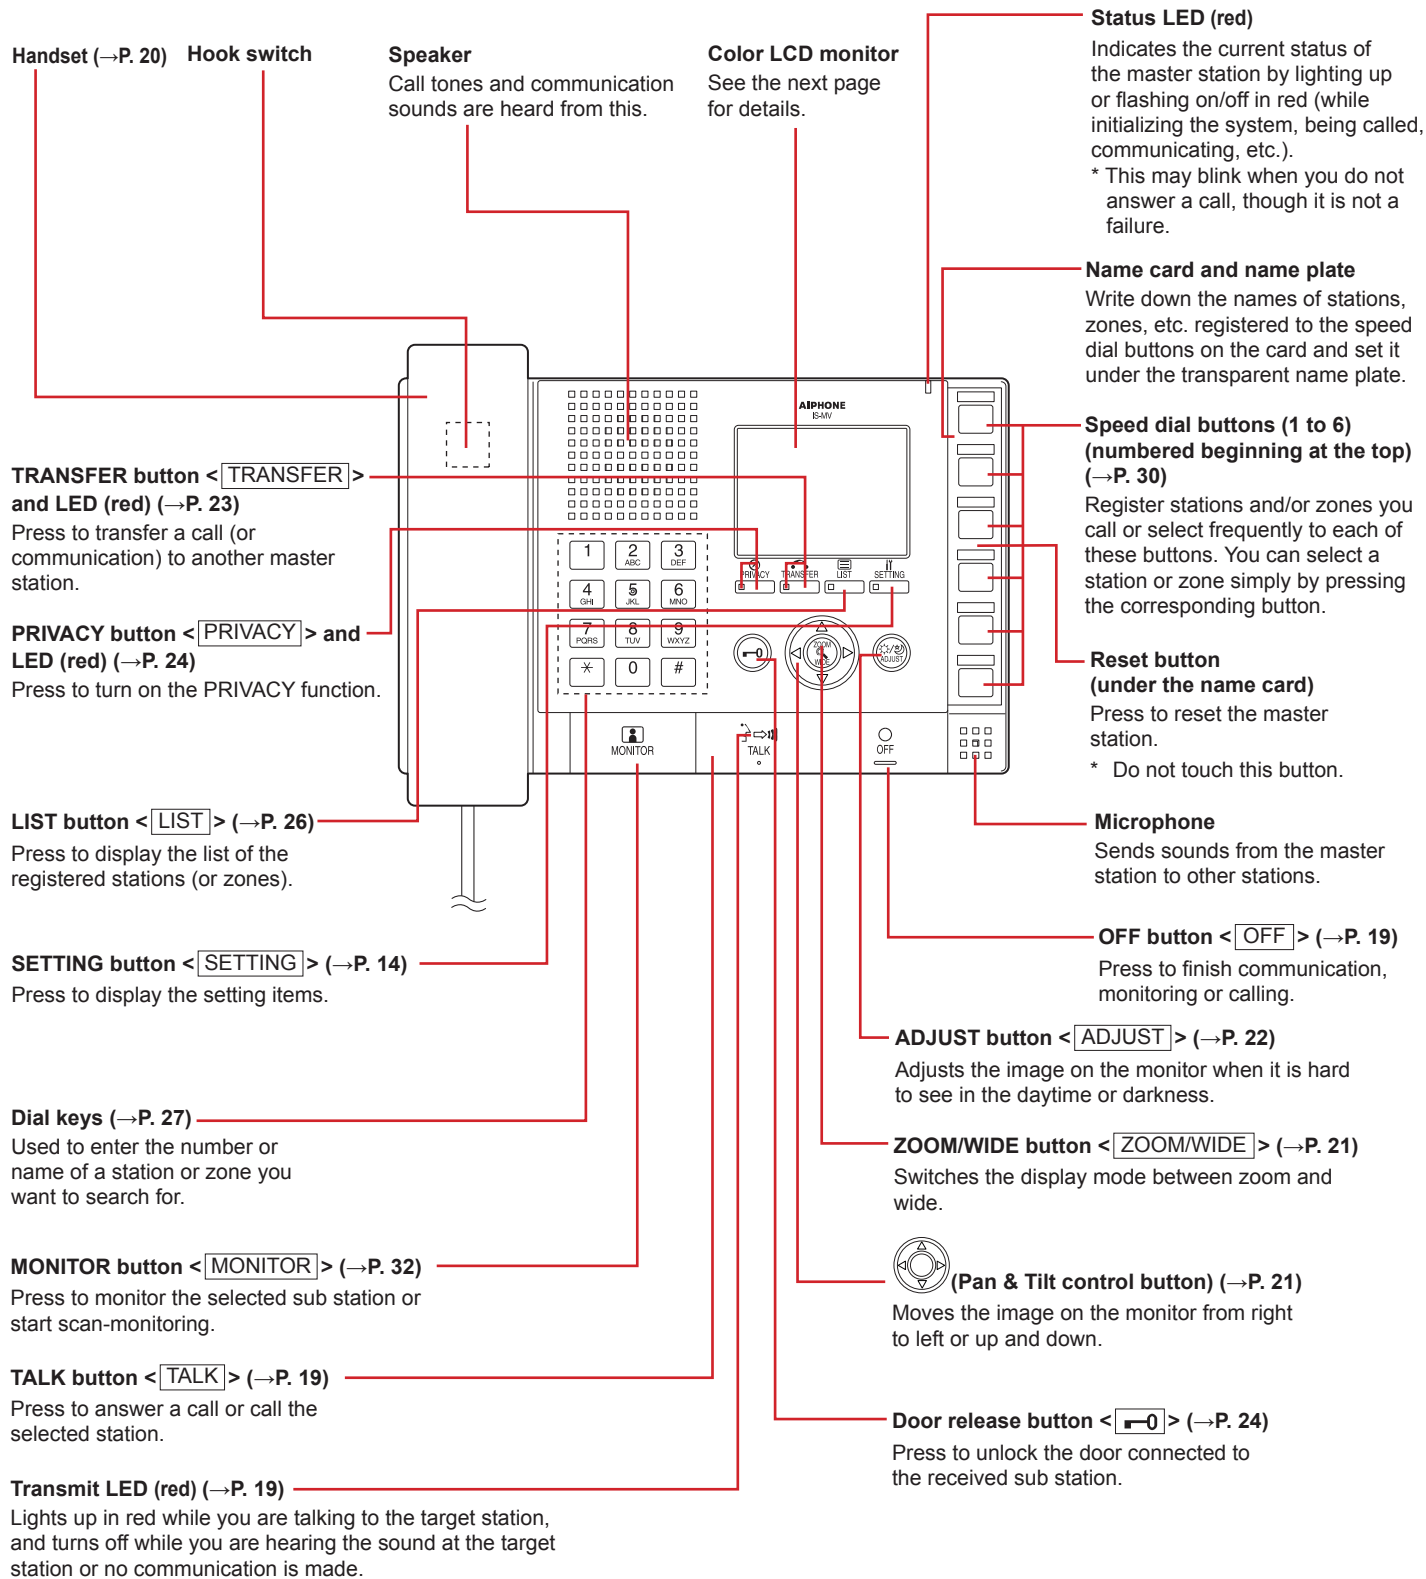 Handset (→P. 20)
Hook switch
Speaker
Call tones and communication
sounds are heard from this.
Color LCD monitor
See the next page
for details.
Status LED (red)
Indicates the current status of
the master station by lighting up
or flashing on/off in red (while
initializing the system, being called,
communicating, etc.).
* This may blink when you do not
answer a call, though it is not a
failure.
Name card and name plate
Write down the names of stations,
zones, etc. registered to the speed
dial buttons on the card and set it
under the transparent name plate.
Speed dial buttons (1 to 6)
(numbered beginning at the top)
(→P. 30)
Register stations and/or zones you
call or select frequently to each of
these buttons. You can select a
station or zone simply by pressing
the corresponding button.
Reset button
(under the name card)
Press to reset the master
station.
* Do not touch this button.
Microphone
Sends sounds from the master
station to other stations.
OFF button < OFF > (→P. 19)
Press to finish communication,
monitoring or calling.
ADJUST button < ADJUST > (→P. 22)
Adjusts the image on the monitor when it is hard
to see in the daytime or darkness.
ZOOM/WIDE button < ZOOM/WIDE > (→P. 21)
Switches the display mode between zoom and
wide.
(Pan & Tilt control button) (→P. 21)
Moves the image on the monitor from right
to left or up and down.
Door release button < > (→P. 24)
Press to unlock the door connected to
the received sub station.
TRANSFER button < TRANSFER >
and LED (red) (→P. 23)
Press to transfer a call (or
communication) to another master
station.
PRIVACY button < PRIVACY > and
LED (red) (→P. 24)
Press to turn on the PRIVACY function.
LIST button < LIST > (→P. 26)
Press to display the list of the
registered stations (or zones).
SETTING button < SETTING > (→P. 14)
Press to display the setting items.
Dial keys (→P. 27)
Used to enter the number or
name of a station or zone you
want to search for.
MONITOR button < MONITOR > (→P. 32)
Press to monitor the selected sub station or
start scan-monitoring.
TALK button < TALK > (→P. 19)
Press to answer a call or call the
selected station.
Transmit LED (red) (→P. 19)
Lights up in red while you are talking to the target station,
and turns off while you are hearing the sound at the target
station or no communication is made.
AIPHONE
IS-MV
1 2 3
ABC DEF
4 5 6
GHI JKL MNO
7 8 9
PQRS TUV WXYZ
* 0 #
PRIVACY TRANSFER LIST SETTING
ZOOM
WIDE
ADJUST
MONITOR TALK OFF